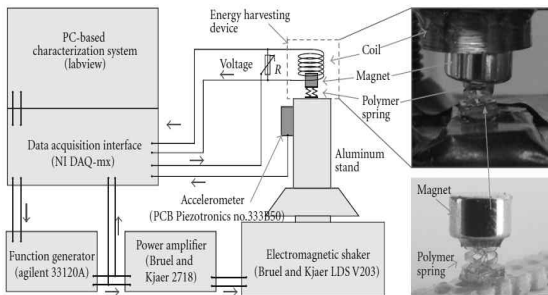 PC-based
characterization system
(labview)
Data acquisition interface
(NI DAQ-mx)
Function generator
(agilent 33120A)
Power amplifier
(Bruel and
Kjaer 2718)
Energy harvesting
device
Voltage
R
Coil
Magnet
Polymer
spring
Aluminum
stand
Accelerometer
(PCB Piezotronics no.333B50)
Electromagnetic shaker
(Bruel and Kjaer LDS V203)
Magnet
Polymer
spring